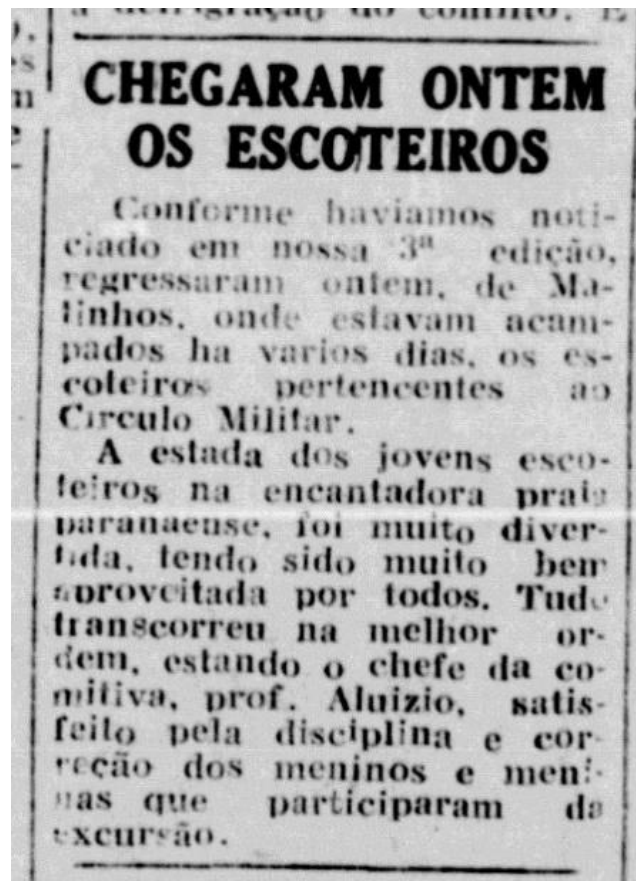 CHEGARAM ONTEM
OS ESCOTEIROS
Conforme haviamos noti-
ciado em nossa 3ª edição,
regressaram ontem, de Ma-
tinhos, onde estavam acam-
pados ha varios dias, os es-
coteiros pertencentes ao
Circulo Militar.
A estada dos jovens esco-
teiros na encantadora praia
paranaense, foi muito diver-
tida, tendo sido muito bem
aproveitada por todos. Tudo
transcorreu na melhor or-
dem, estando o chefe da co-
mitiva, prof. Aluizio, satis-
feito pela disciplina e cor-
reção dos meninos e meni-
nas que participaram da
excursão.